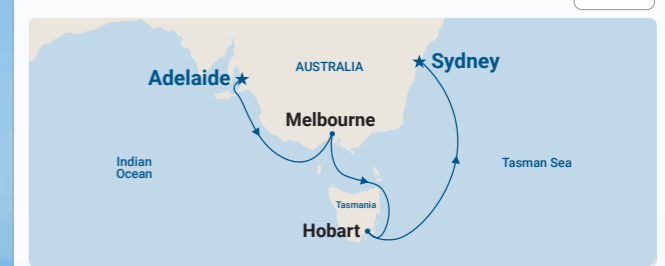 AUSTRALIA
Sydney
Adelaide
Melbourne
Indian
Ocean
Tasman Sea
Tasmania
Hobart